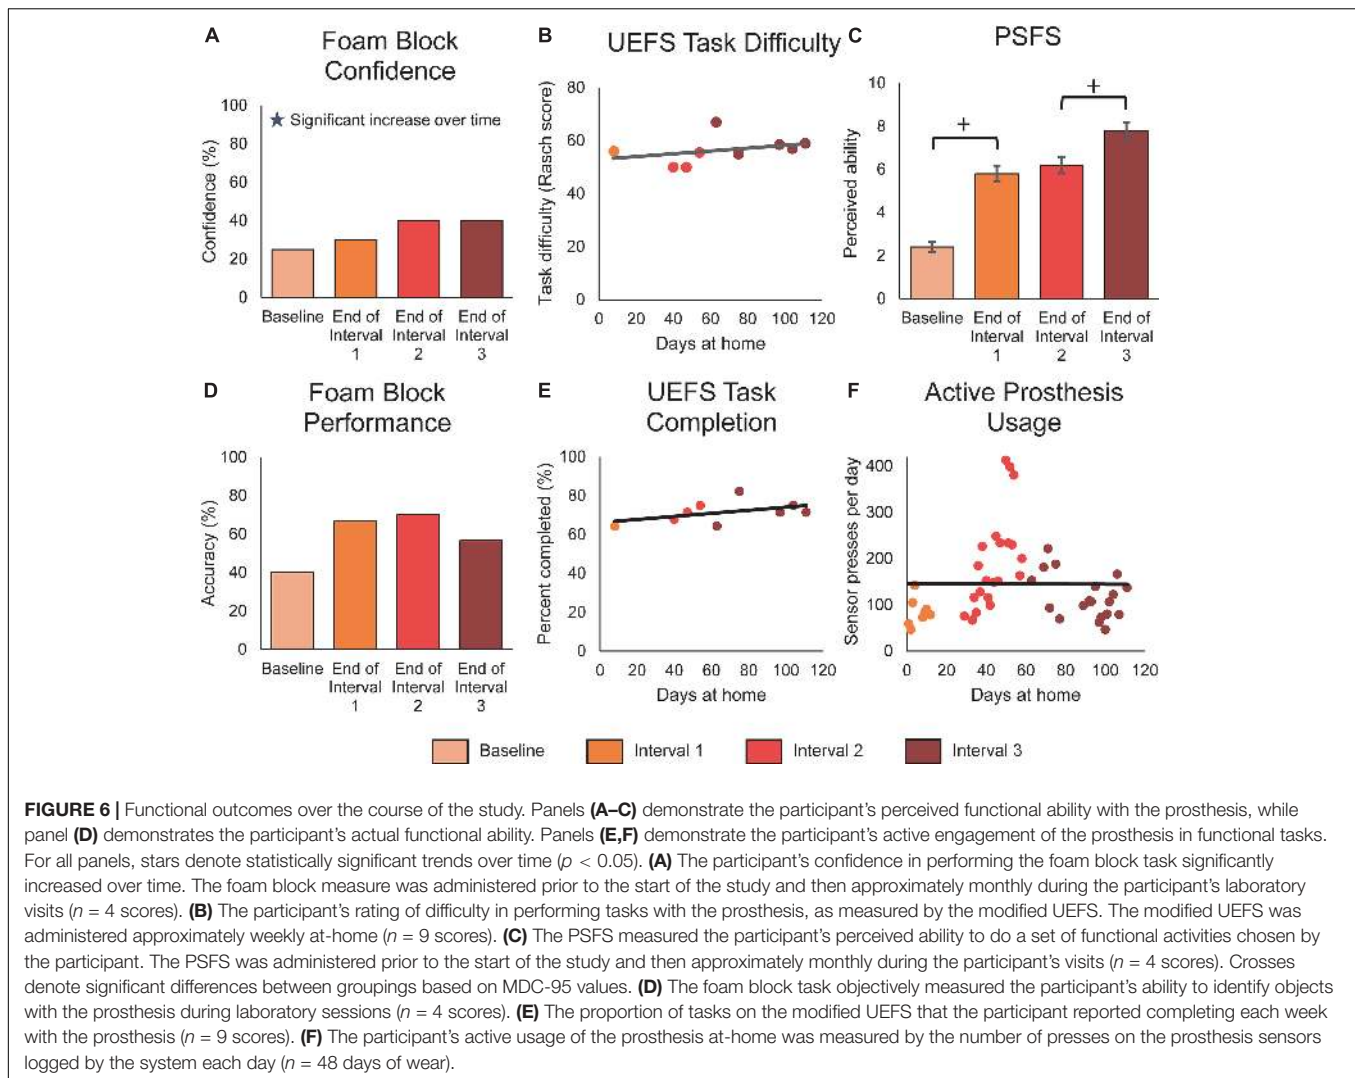 A
Foam Block
Confidence
Confidence (%)
100
80
60
40
20
0
★ Significant increase over time
Baseline
End of
Interval
1
End of
Interval
2
End of
Interval
3
B
UEFS Task Difficulty
Task difficulty (Rasch score)
80
60
40
20
0
0 20 40 60 80 100 120
Days at home
C
PSFS
Perceived ability
10
8
6
4
2
0
+
+
Baseline
End of
Interval
1
End of
Interval
2
End of
Interval
3
D
Foam Block
Performance
Accuracy (%)
100
80
60
40
20
0
Baseline
End of
Interval
1
End of
Interval
2
End of
Interval
3
E
UEFS Task
Completion
Percent completed (%)
100
80
60
40
20
0
0 20 40 60 80 100 120
Days at home
F
Active Prosthesis
Usage
Sensor presses per day
400
300
200
100
0
0 20 40 60 80 100 120
Days at home
Baseline Interval 1 Interval 2 Interval 3
FIGURE 6 | Functional outcomes over the course of the study. Panels (A–C) demonstrate the participant's perceived functional ability with the prosthesis, while
panel (D) demonstrates the participant's actual functional ability. Panels (E,F) demonstrate the participant's active engagement of the prosthesis in functional tasks.
For all panels, stars denote statistically significant trends over time (p < 0.05). (A) The participant's confidence in performing the foam block task significantly
increased over time. The foam block measure was administered prior to the start of the study and then approximately monthly during the participant's laboratory
visits (n = 4 scores). (B) The participant's rating of difficulty in performing tasks with the prosthesis, as measured by the modified UEFS. The modified UEFS was
administered approximately weekly at-home (n = 9 scores). (C) The PSFS measured the participant's perceived ability to do a set of functional activities chosen by
the participant. The PSFS was administered prior to the start of the study and then approximately monthly during the participant's visits (n = 4 scores). Crosses
denote significant differences between groupings based on MDC-95 values. (D) The foam block task objectively measured the participant's ability to identify objects
with the prosthesis during laboratory sessions (n = 4 scores). (E) The proportion of tasks on the modified UEFS that the participant reported completing each week
with the prosthesis (n = 9 scores). (F) The participant's active usage of the prosthesis at-home was measured by the number of presses on the prosthesis sensors
logged by the system each day (n = 48 days of wear).